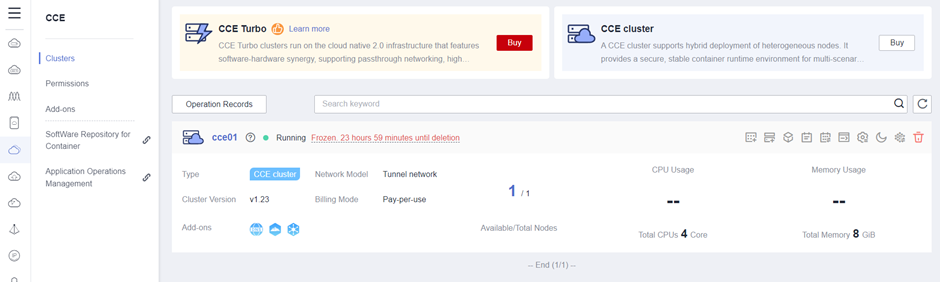 CCE
Clusters
Permissions
Add-ons
SoftWare Repository for
Container
Application Operations
Management
CCE Turbo Learn more
CCE Turbo clusters run on the cloud native 2.0 infrastructure that features
software-hardware synergy, supporting passthrough networking, high…
Buy
CCE cluster
A CCE cluster supports hybrid deployment of heterogeneous nodes. It
provides a secure, stable container runtime environment for multi-scenar…
Buy
Operation Records
Search keyword
cce01 Running Frozen 23 hours 59 minutes until deletion
Type CCE cluster Network Model Tunnel network
Cluster Version v1.23 Billing Mode Pay-per-use
Add-ons
1 / 1
Available/Total Nodes
CPU Usage
--
Total CPUs 4 Core
Memory Usage
--
Total Memory 8 GiB
-- End (1/1) --